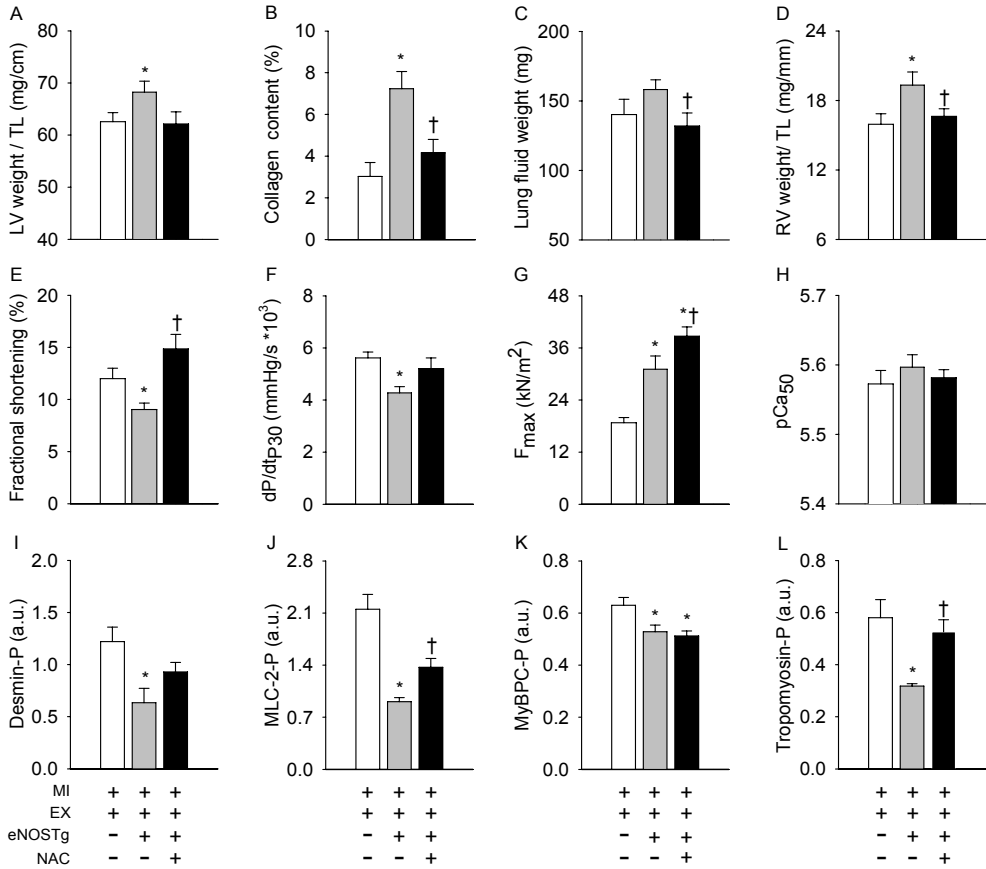 A
LV weight / TL (mg/cm)
80
70
60
50
40
*
B
Collagen content (%)
10
8
6
4
2
0
*
†
C
Lung fluid weight (mg)
200
150
100
50
†
D
RV weight/ TL (mg/mm)
24
18
12
6
*
†
E
Fractional shortening (%)
20
15
10
5
0
*
†
F
dP/dtP30 (mmHg/s *10³)
8
6
4
2
0
*
G
Fmax (kN/m²)
48
36
24
12
0
*
*†
H
pCa50
5.7
5.6
5.5
5.4
I
Desmin-P (a.u.)
2.0
1.5
1.0
0.5
0.0
*
J
MLC-2-P (a.u.)
2.8
2.1
1.4
0.7
0.0
*
†
K
MyBPC-P (a.u.)
0.8
0.6
0.4
0.2
0.0
*
*
L
Tropomyosin-P (a.u.)
0.8
0.6
0.4
0.2
0.0
*
†
MI + + + + + + + + + + + +
EX + + + + + + + + + + + +
eNOSTg – + + – + + – + + – + +
NAC – – + – – + – – + – – +